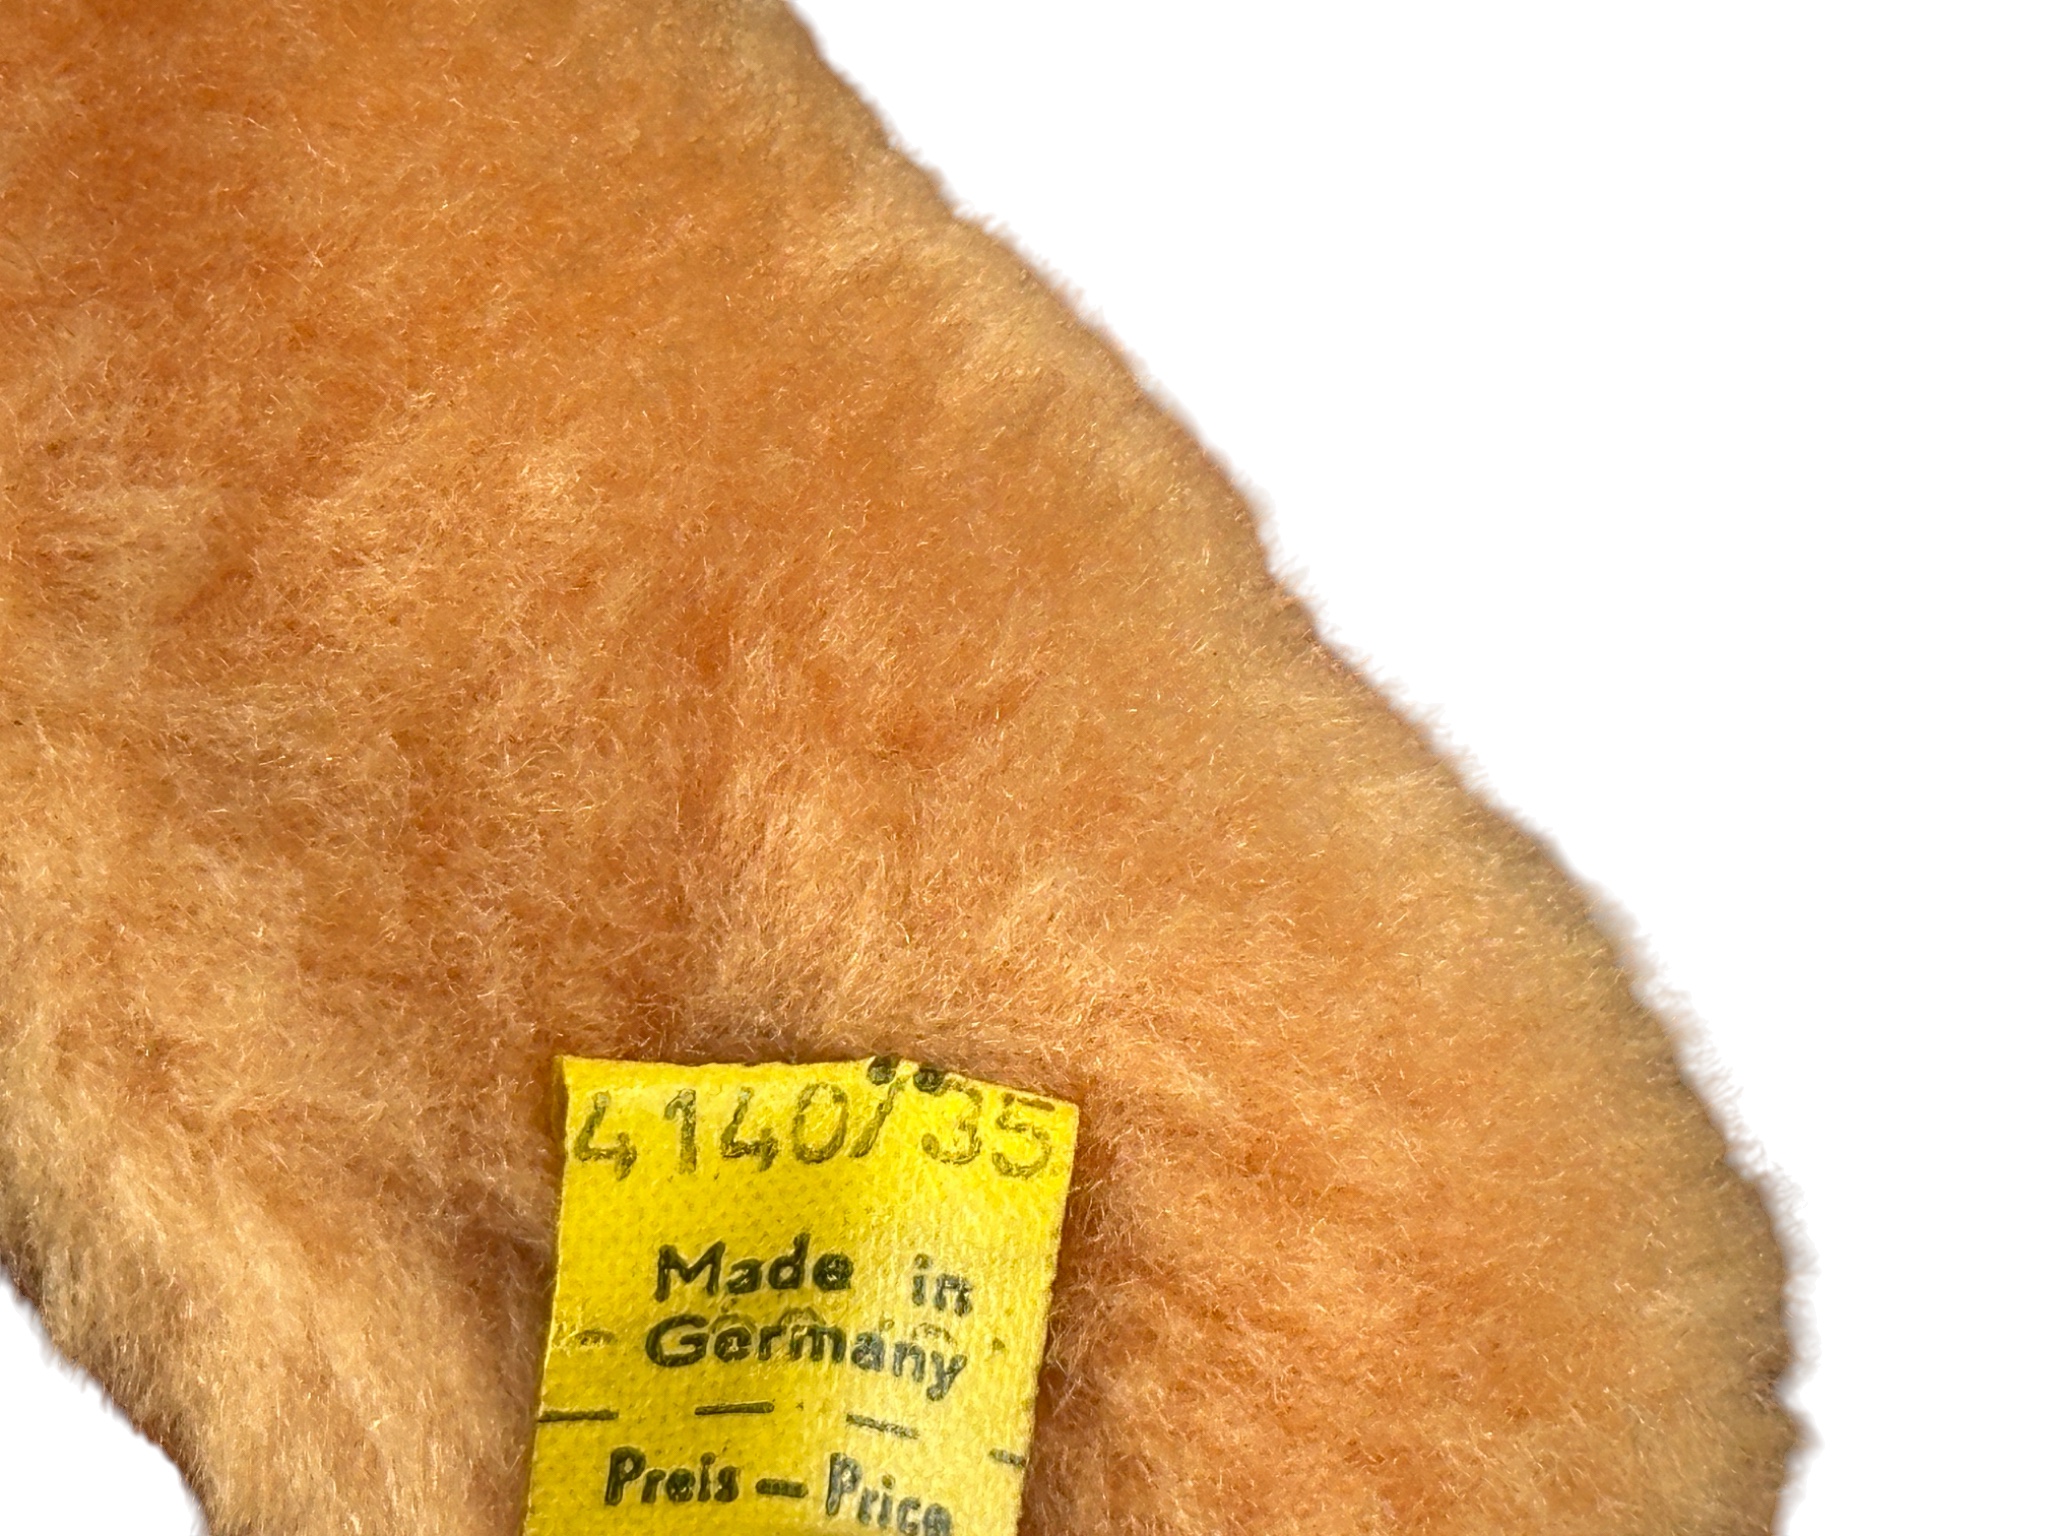 4140/35
Made in
Germany
Preis — Price